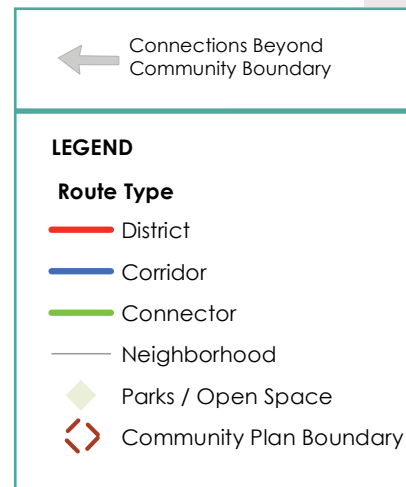 Connections Beyond
Community Boundary
LEGEND
Route Type
District
Corridor
Connector
Neighborhood
Parks / Open Space
Community Plan Boundary